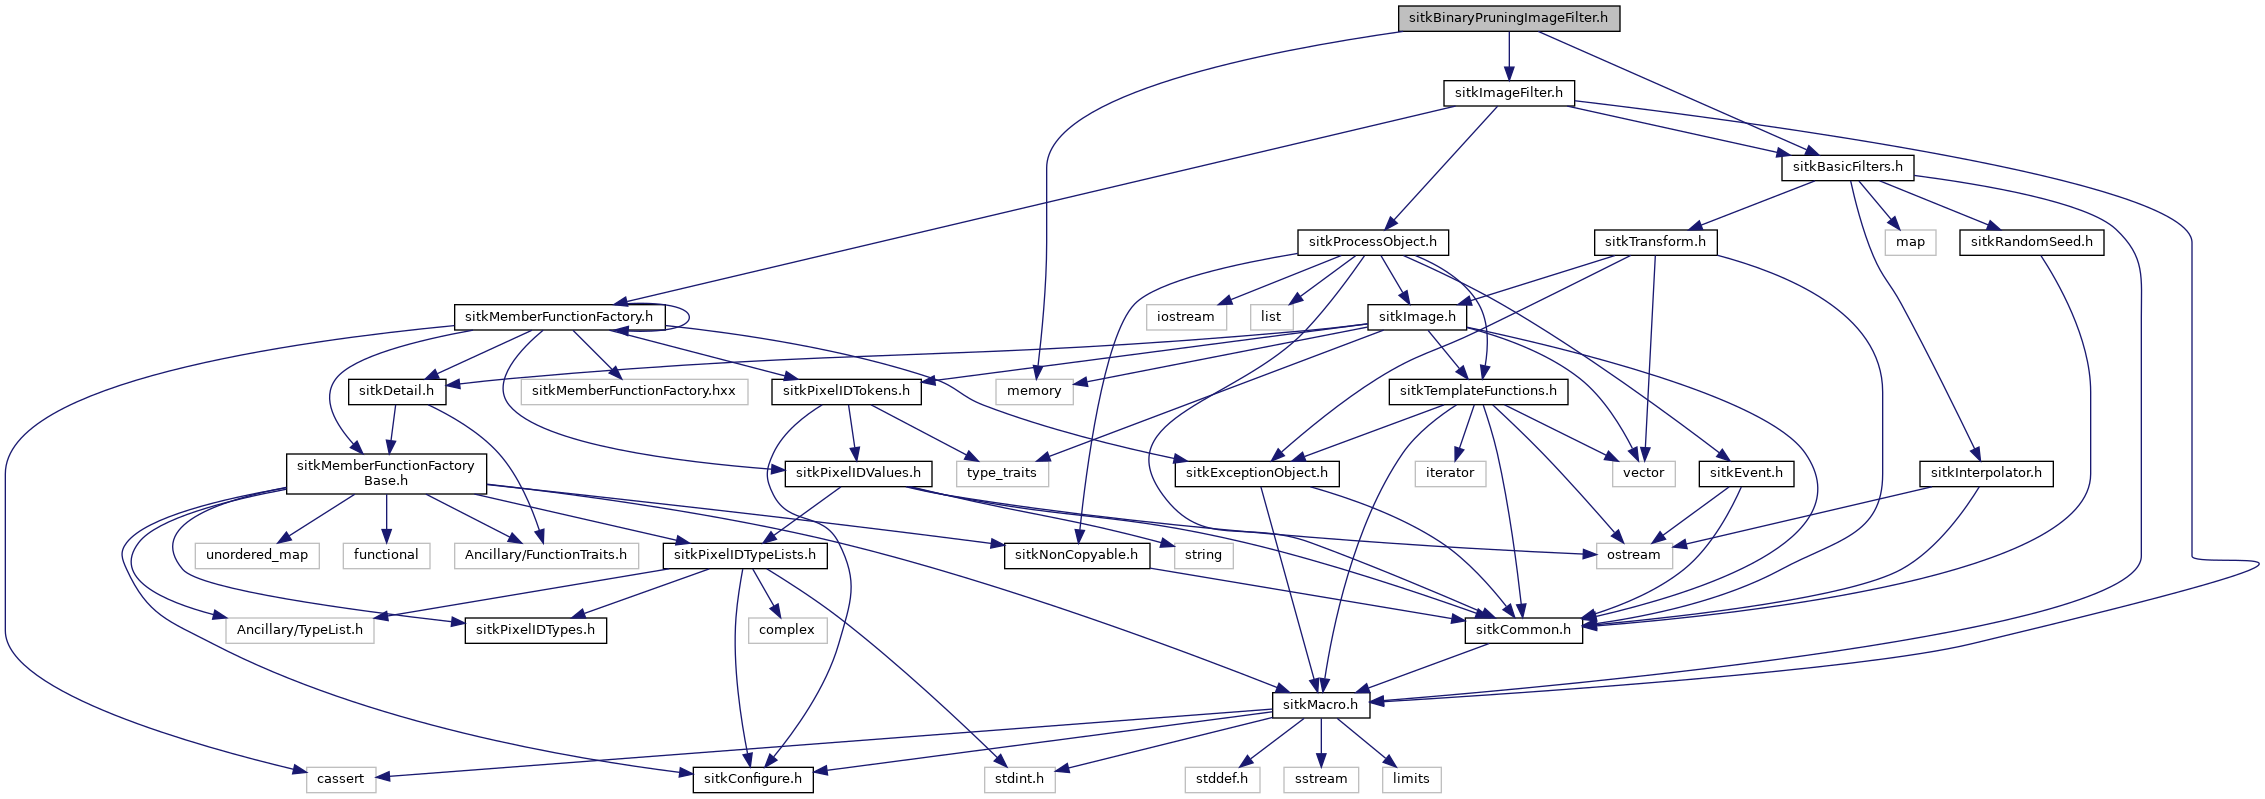 sitkBinaryPruningImageFilter.h
sitkImageFilter.h
sitkBasicFilters.h
sitkProcessObject.h
sitkTransform.h
map
sitkRandomSeed.h
sitkMemberFunctionFactory.h
iostream
list
sitkImage.h
sitkDetail.h
sitkMemberFunctionFactory.hxx
sitkPixelIDTokens.h
memory
sitkTemplateFunctions.h
sitkMemberFunctionFactory
Base.h
sitkPixelIDValues.h
type_traits
sitkExceptionObject.h
iterator
vector
sitkEvent.h
sitkInterpolator.h
unordered_map
functional
Ancillary/FunctionTraits.h
sitkPixelIDTypeLists.h
sitkNonCopyable.h
string
ostream
Ancillary/TypeList.h
sitkPixelIDTypes.h
complex
sitkCommon.h
sitkMacro.h
cassert
sitkConfigure.h
stdint.h
stddef.h
sstream
limits